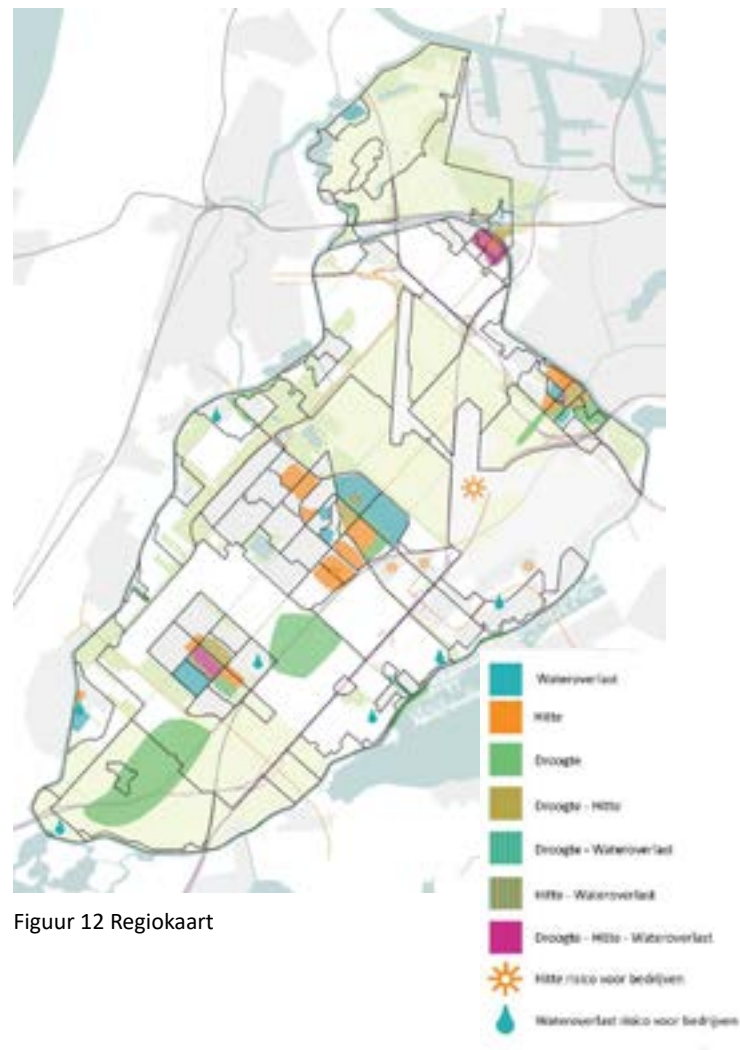 Wateroverlast
Hitte
Droogte
Droogte - Hitte
Droogte - Wateroverlast
Hitte - Wateroverlast
Droogte - Hitte - Wateroverlast
Hitte risico voor bedrijven
Wateroverlast risico voor bedrijven
Figuur 12 Regiokaart